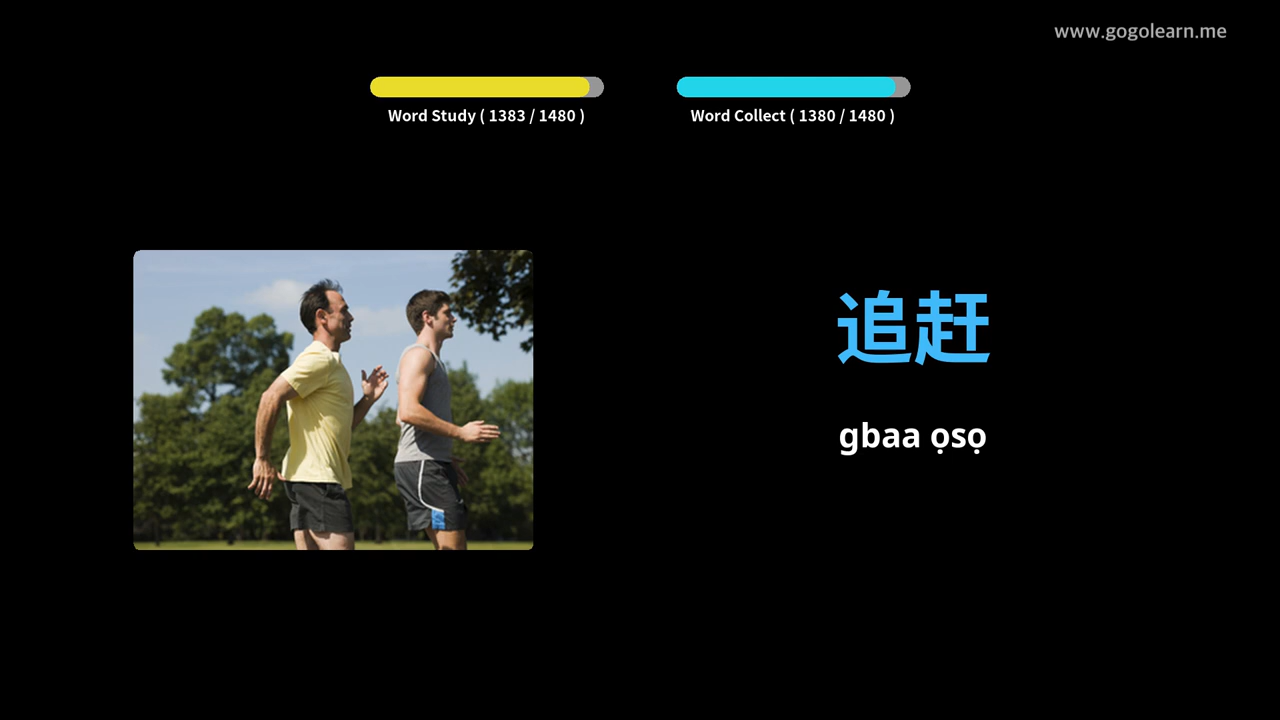 www.gogolearn.me
Word Study ( 1383 / 1480 )
Word Collect ( 1380 / 1480 )
追赶
gbaa ọsọ